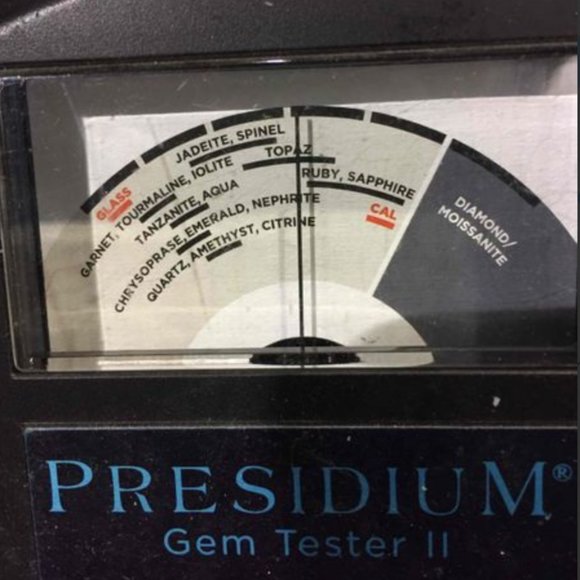 GLASS
JADEITE, SPINEL
TOPAZ
GARNET, TOURMALINE, IOLITE
RUBY, SAPPHIRE
TANZANITE, AQUA
CAL
CHRYSOPRASE, EMERALD, NEPHRITE
QUARTZ, AMETHYST, CITRINE
DIAMOND/
MOISSANITE
PRESIDIUM®
Gem Tester II